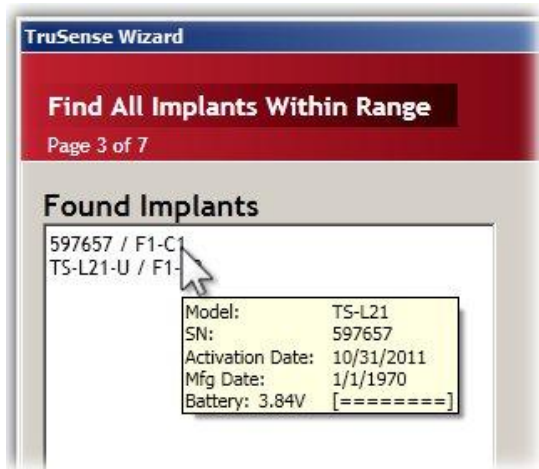 TruSense Wizard
Find All Implants Within Range
Page 3 of 7
Found Implants
597657 / F1-C1
TS-L21-U / F1-
Model: TS-L21
SN: 597657
Activation Date: 10/31/2011
Mfg Date: 1/1/1970
Battery: 3.84V [========]